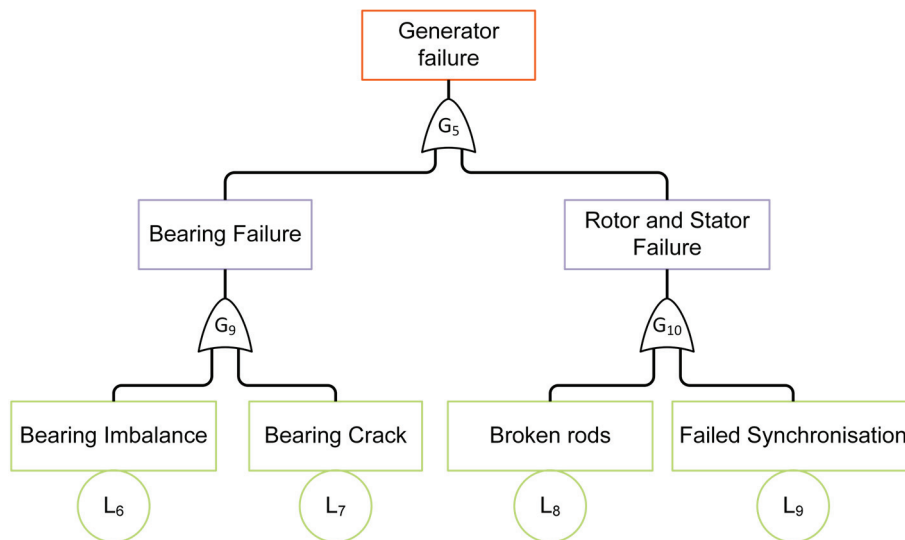 Generator
failure
G₅
Bearing Failure
Rotor and Stator
Failure
G₉
G₁₀
Bearing Imbalance
Bearing Crack
Broken rods
Failed Synchronisation
L₆
L₇
L₈
L₉